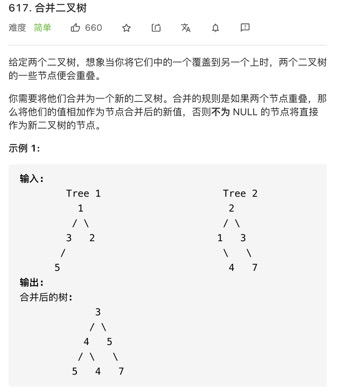 617. 合并二叉树
难度 简单 660
给定两个二叉树，想象当你将它们中的一个覆盖到另一个上时，两个二叉树
的一些节点便会重叠。
你需要将他们合并为一个新的二叉树。合并的规则是如果两个节点重叠，那
么将他们的值相加作为节点合并后的新值，否则不为 NULL 的节点将直接
作为新二叉树的节点。
示例 1:
输入:
Tree 1 Tree 2
1 2
/ \ / \
3 2 1 3
/ \ \
5 4 7
输出:
合并后的树:
3
/ \
4 5
/ \ \
5 4 7